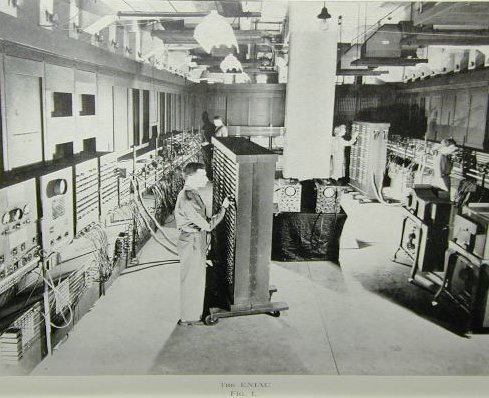 THE ENIAC
FIG. 1.